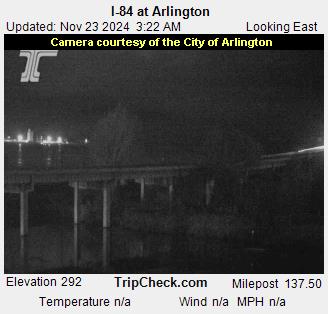 I-84 at Arlington
Updated: Nov 23 2024 3:22 AM Looking East
Camera courtesy of the City of Arlington
Elevation 292 TripCheck.com Milepost 137.50
Temperature n/a Wind n/a MPH n/a